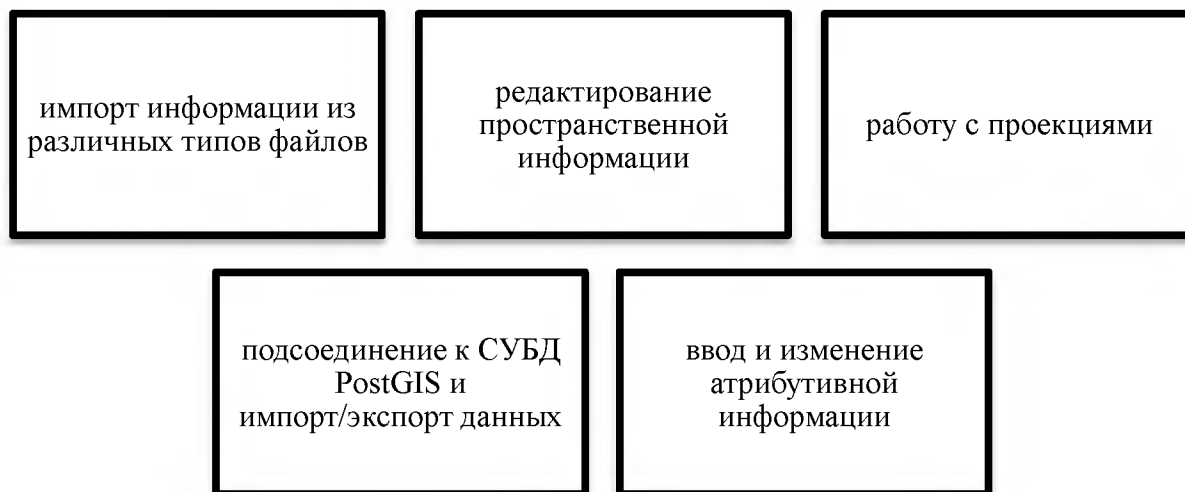 импорт информации из
различных типов файлов
редактирование
пространственной
информации
работу с проекциями
подсоединение к СУБД
PostGIS и
импорт/экспорт данных
ввод и изменение
атрибутивной
информации